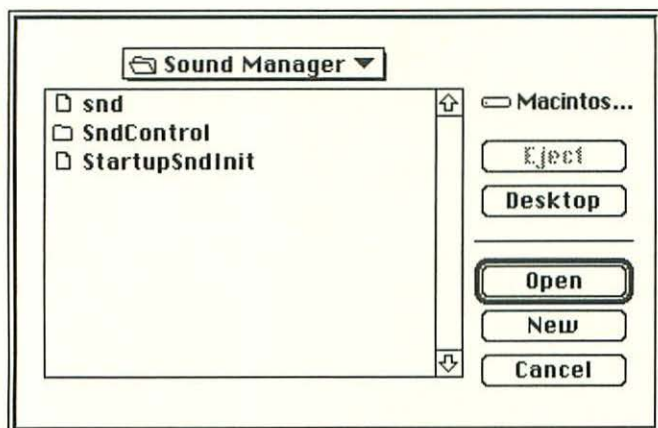 Sound Manager
snd
SndControl
StartupSndInit
Macintos...
Eject
Desktop
Open
New
Cancel